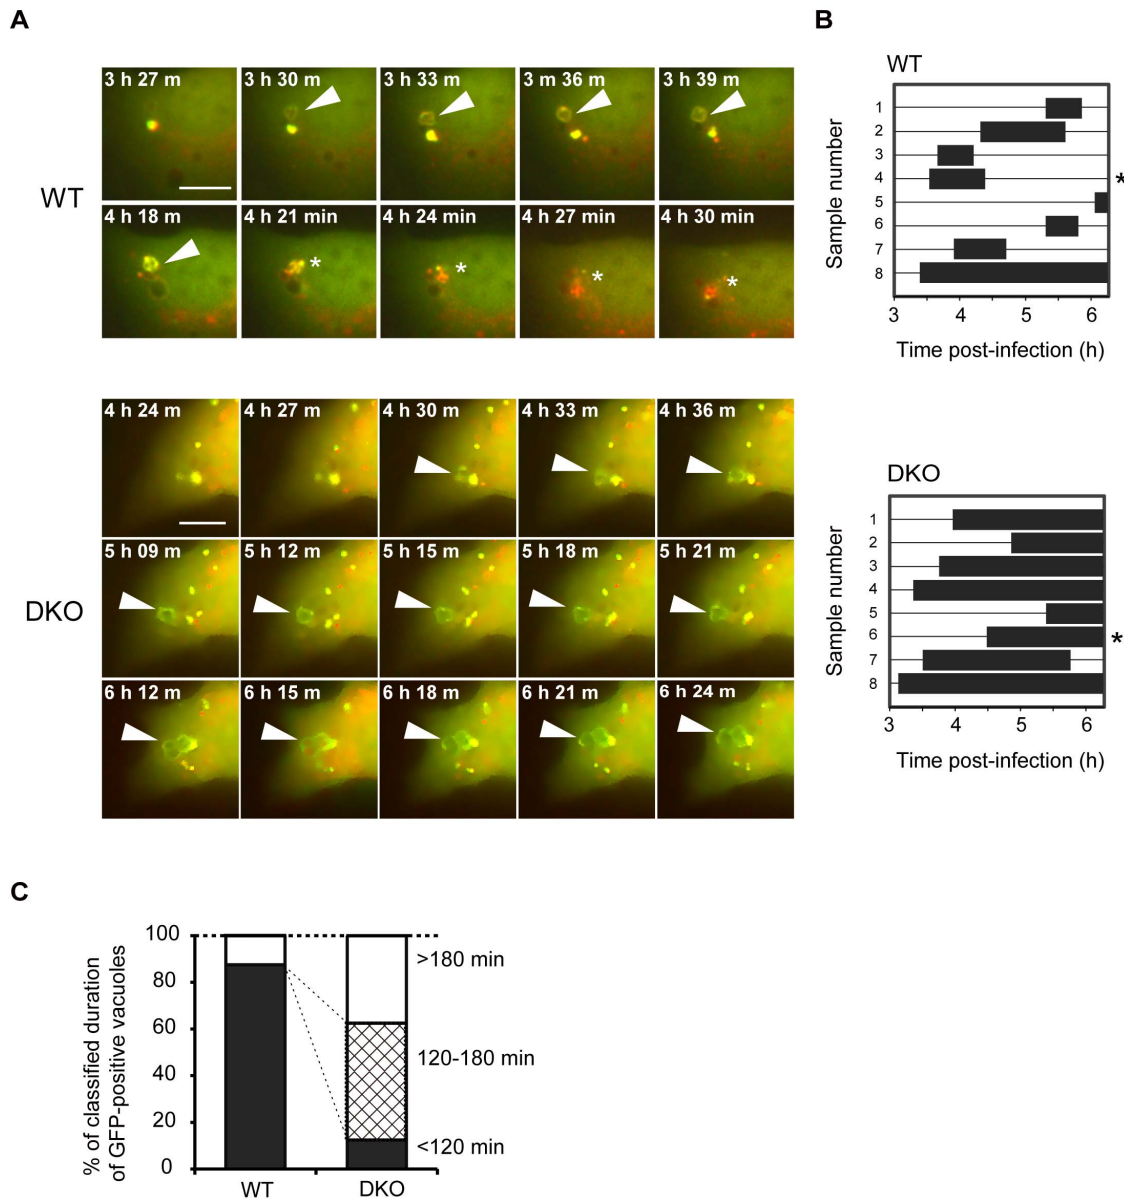 A
WT
3 h 27 m
3 h 30 m
3 h 33 m
3 m 36 m
3 h 39 m
4 h 18 m
*
4 h 21 min
*
4 h 24 min
*
4 h 27 min
*
4 h 30 min
DKO
4 h 24 m
4 h 27 m
4 h 30 m
4 h 33 m
4 h 36 m
5 h 09 m
5 h 12 m
5 h 15 m
5 h 18 m
5 h 21 m
6 h 12 m
6 h 15 m
6 h 18 m
6 h 21 m
6 h 24 m
B
WT
Sample number
1
2
3
4
*
5
6
7
8
3 4 5 6
Time post-infection (h)
DKO
Sample number
1
2
3
4
5
6
*
7
8
3 4 5 6
Time post-infection (h)
C
% of classified duration
of GFP-positive vacuoles
100
80
60
40
20
0
>180 min
120-180 min
<120 min
WT DKO